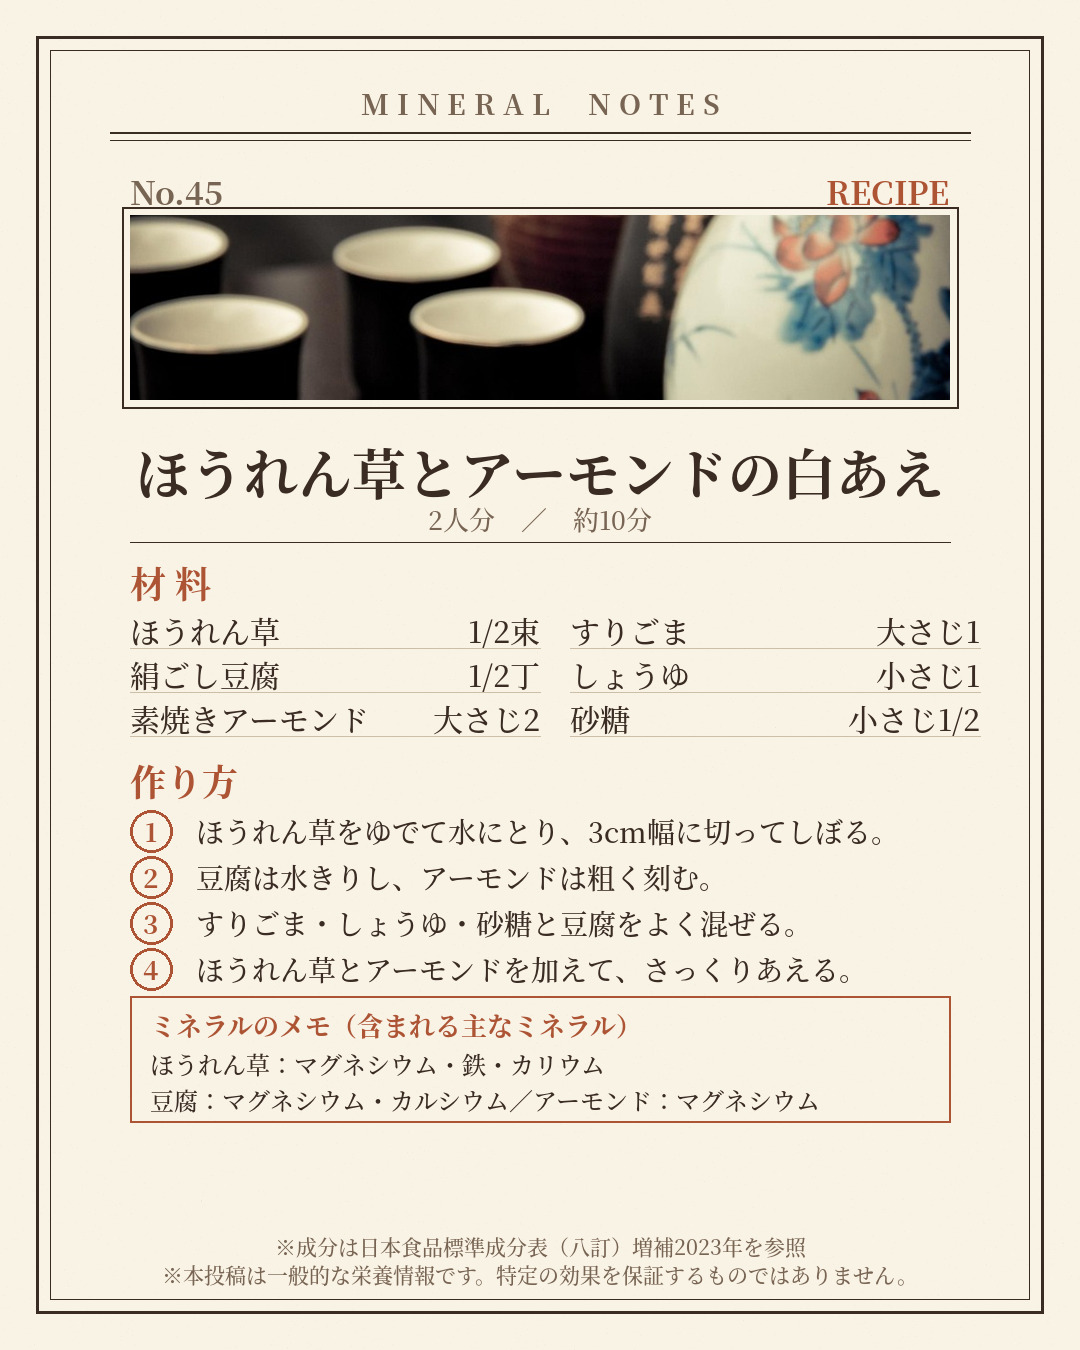 MINERAL NOTES
No.45 RECIPE
ほうれん草とアーモンドの白あえ
2人分 ／ 約10分
材料
ほうれん草 1/2束 すりごま 大さじ1
絹ごし豆腐 1/2丁 しょうゆ 小さじ1
素焼きアーモンド 大さじ2 砂糖 小さじ1/2
作り方
1 ほうれん草をゆでて水にとり、3cm幅に切ってしぼる。
2 豆腐は水きりし、アーモンドは粗く刻む。
3 すりごま・しょうゆ・砂糖と豆腐をよく混ぜる。
4 ほうれん草とアーモンドを加えて、さっくりあえる。
ミネラルのメモ（含まれる主なミネラル）
ほうれん草：マグネシウム・鉄・カリウム
豆腐：マグネシウム・カルシウム／アーモンド：マグネシウム
※成分は日本食品標準成分表（八訂）増補2023年を参照
※本投稿は一般的な栄養情報です。特定の効果を保証するものではありません。